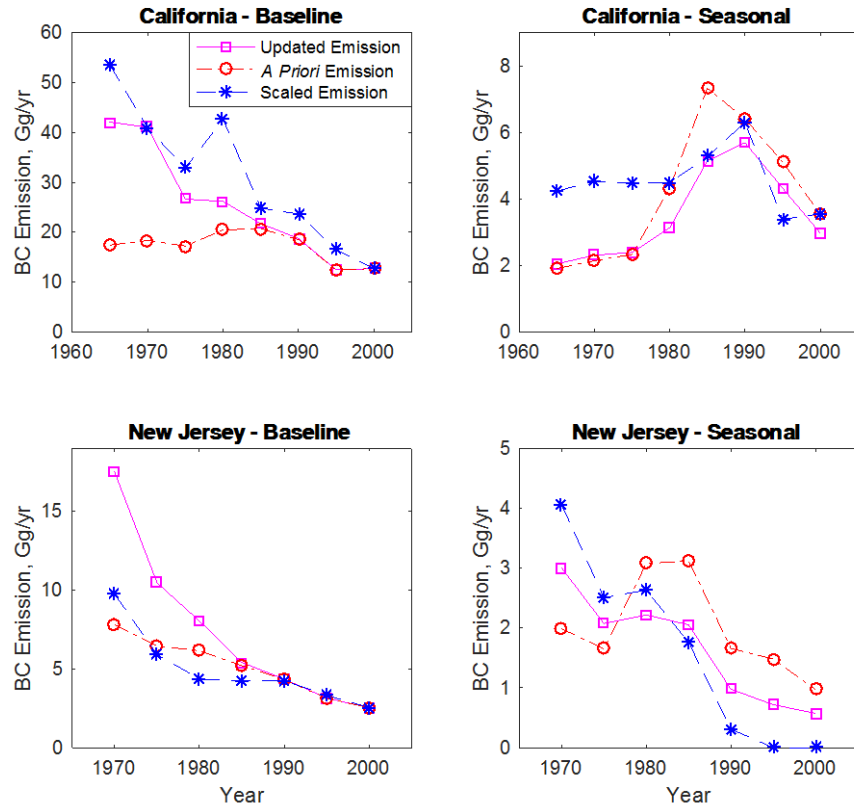 California - Baseline
BC Emission, Gg/yr
60
50
40
30
20
10
0
1960 1970 1980 1990 2000
Updated Emission
A Priori Emission
Scaled Emission
California - Seasonal
BC Emission, Gg/yr
8
6
4
2
0
1960 1970 1980 1990 2000
New Jersey - Baseline
BC Emission, Gg/yr
15
10
5
0
1970 1980 1990 2000
Year
New Jersey - Seasonal
BC Emission, Gg/yr
5
4
3
2
1
0
1970 1980 1990 2000
Year